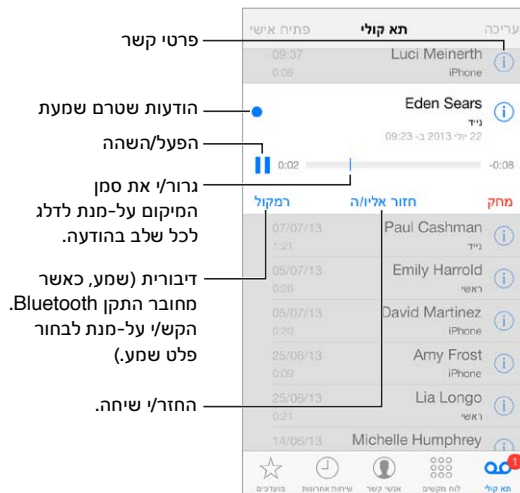 עריכה
תא קולי
פתיח אישי
Luci Meinerth
09:37
iPhone
0:08
Eden Sears
נייד
22 יולי 2013 ב- 09:23
0:02
-0:08
מחק
חזור אליו/ה
רמקול
Paul Cashman
07/07/13
נייד
1:21
Emily Harrold
05/07/13
ראשי
0:26
David Martinez
05/07/13
iPhone
0:20
Amy Frost
25/06/13
iPhone
0:09
Lia Longo
25/06/13
ראשי
0:21
Michelle Humphrey
14/06/13
1
תא קולי
לוח מקשים
אנשי קשר
שיחות אחרונות
מועדפים
פרטי קשר
הודעות שטרם שמעת
הפעל/השהה
גרור/י את סמן
המיקום על-מנת לדלג
לכל שלב בהודעה.
דיבורית (שמע, כאשר
מחובר התקן Bluetooth.
הקש/י על-מנת לבחור
פלט שמע.)
החזר/י שיחה.